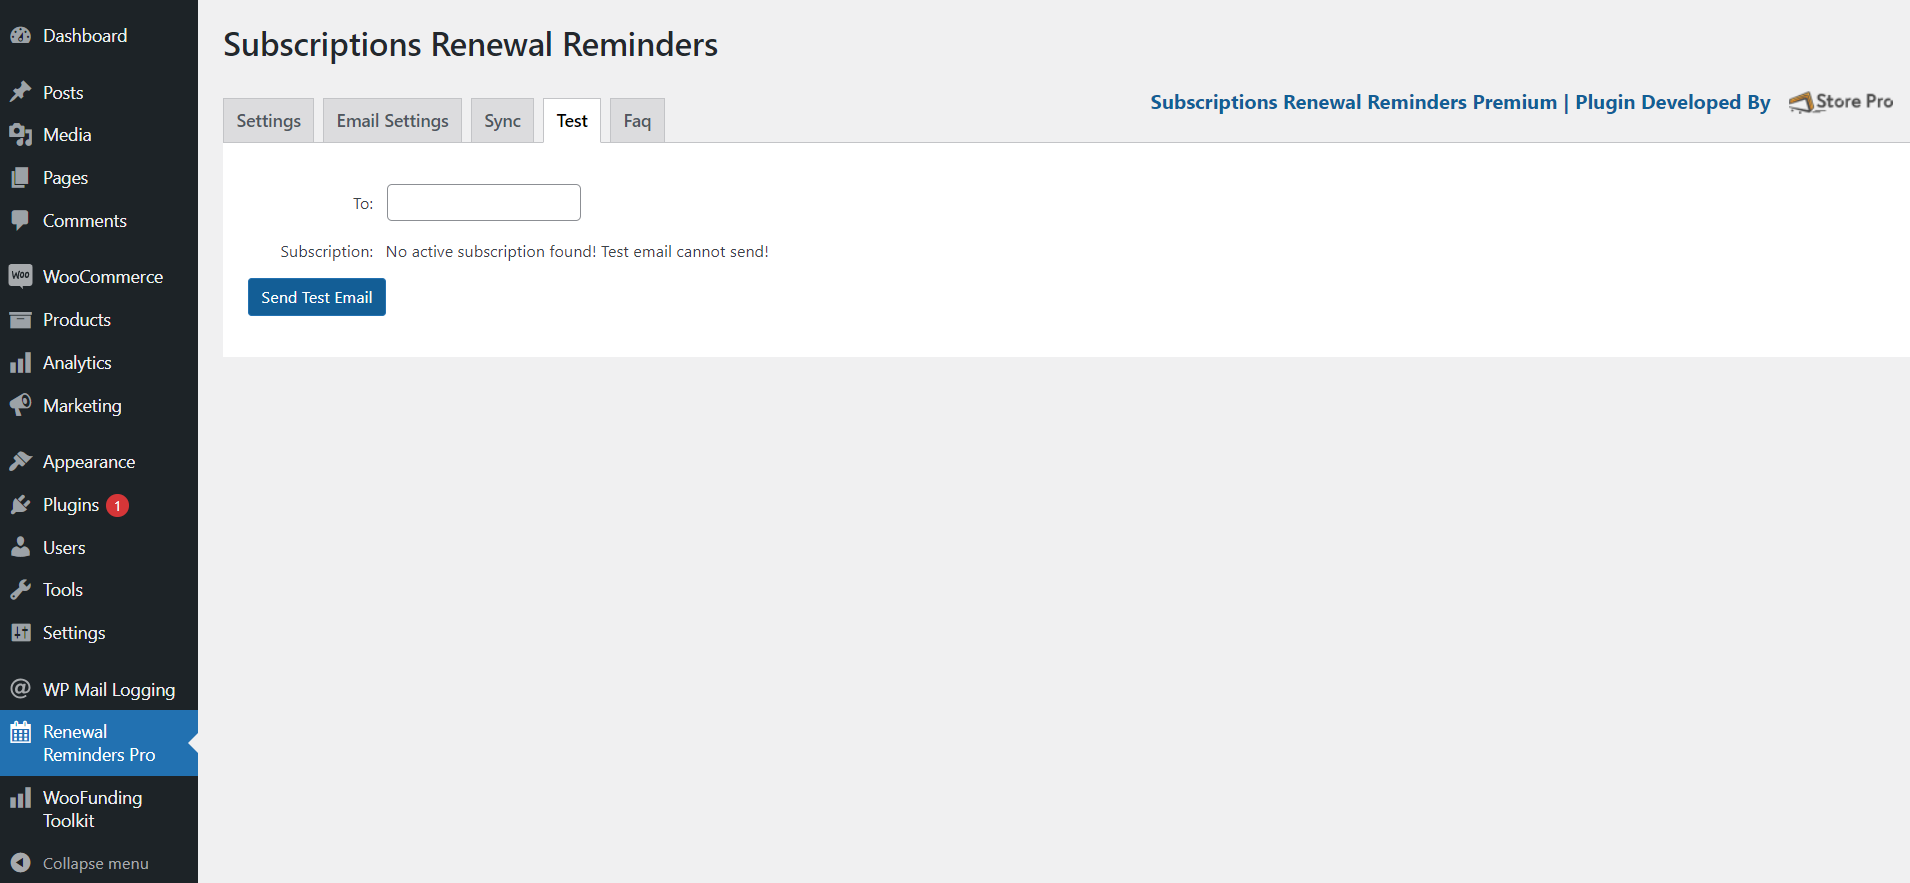 Dashboard
Posts
Media
Pages
Comments
Woo WooCommerce
Products
Analytics
Marketing
Appearance
Plugins 1
Users
Tools
Settings
WP Mail Logging
Renewal
Reminders Pro
WooFunding
Toolkit
Collapse menu
Subscriptions Renewal Reminders
Subscriptions Renewal Reminders Premium | Plugin Developed By Store Pro
Settings Email Settings Sync Test Faq
To:
Subscription: No active subscription found! Test email cannot send!
Send Test Email